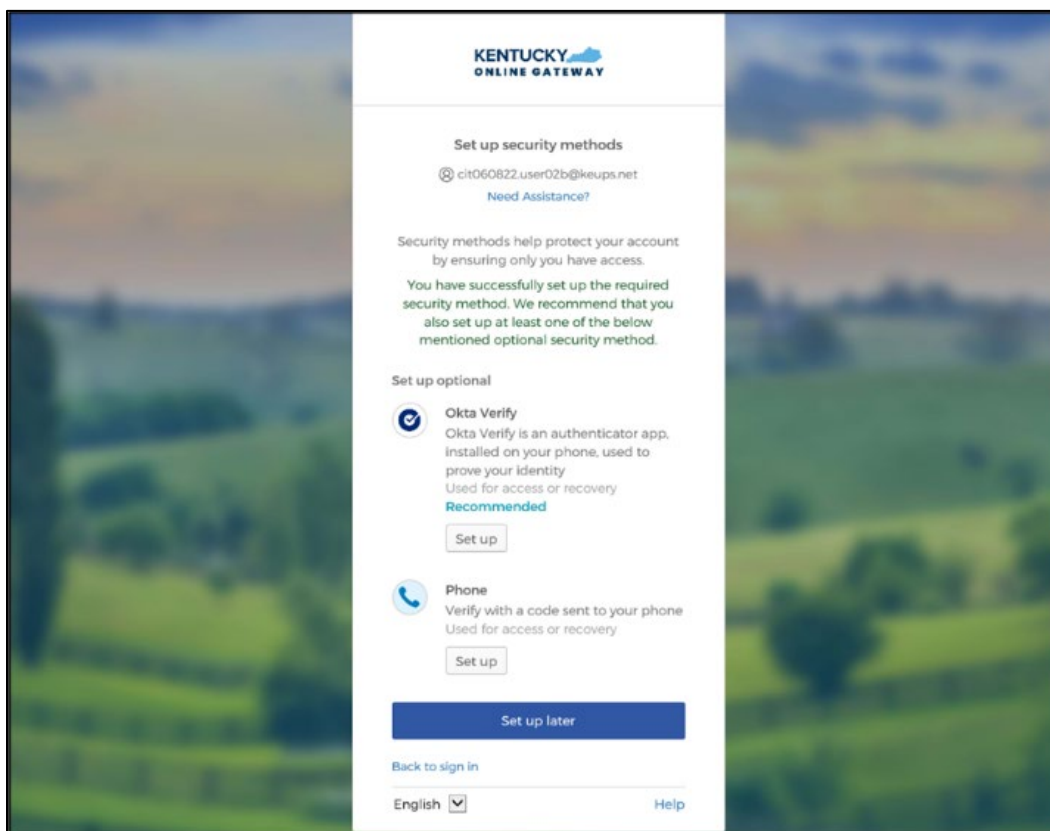 KENTUCKY
ONLINE GATEWAY
Set up security methods
cit060822.user02b@keups.net
Need Assistance?
Security methods help protect your account
by ensuring only you have access.
You have successfully set up the required
security method. We recommend that you
also set up at least one of the below
mentioned optional security method.
Set up optional
Okta Verify
Okta Verify is an authenticator app,
installed on your phone, used to
prove your identity
Used for access or recovery
Recommended
Set up
Phone
Verify with a code sent to your phone
Used for access or recovery
Set up
Set up later
Back to sign in
English
Help